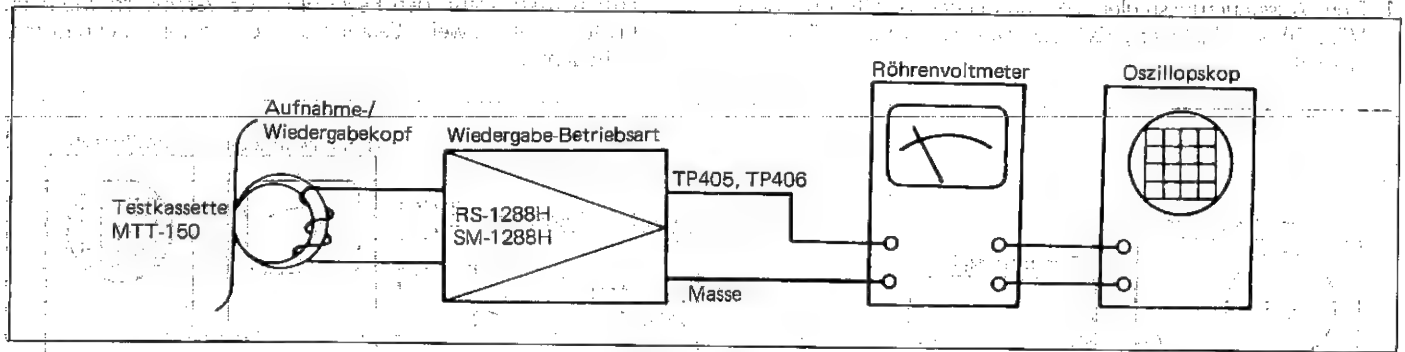 Röhrenvoltmeter
Oszillopskop
Aufnahme-/
Wiedergabekopf
Wiedergabe-Betriebsart
TP405, TP406
Testkassette
MTT-150
RS-1288H
SM-1288H
Masse